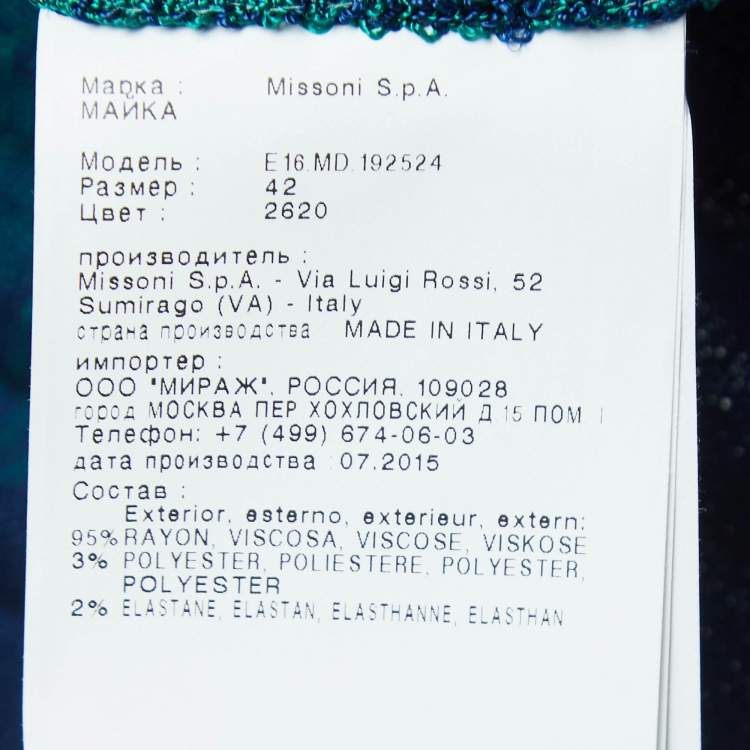 Марка : Missoni S.p.A.
МАЙКА
Модель : E16.MD.192524
Размер : 42
Цвет : 2620
производитель :
Missoni S.p.A. - Via Luigi Rossi, 52
Sumirago (VA) - Italy
страна производства MADE IN ITALY
импортер :
ООО "МИРАЖ", РОССИЯ, 109028
город МОСКВА ПЕР ХОХЛОВСКИЙ Д 15 ПОМ I
Телефон: +7 (499) 674-06-03
дата производства : 07.2015
Состав :
Exterior, esterno, exterieur, extern:
95% RAYON, VISCOSA, VISCOSE, VISKOSE
3% POLYESTER, POLIESTERE, POLYESTER,
POLYESTER
2% ELASTANE, ELASTAN, ELASTHANNE, ELASTHAN